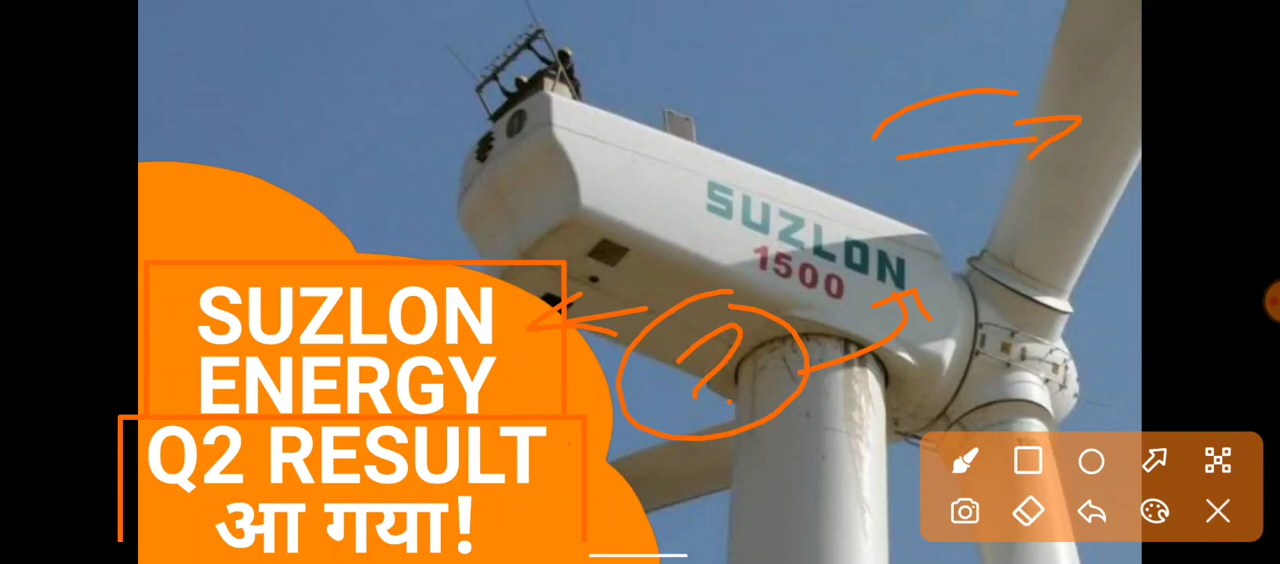 SUZLON
1500
SUZLON
ENERGY
Q2 RESULT
आ गया!
?